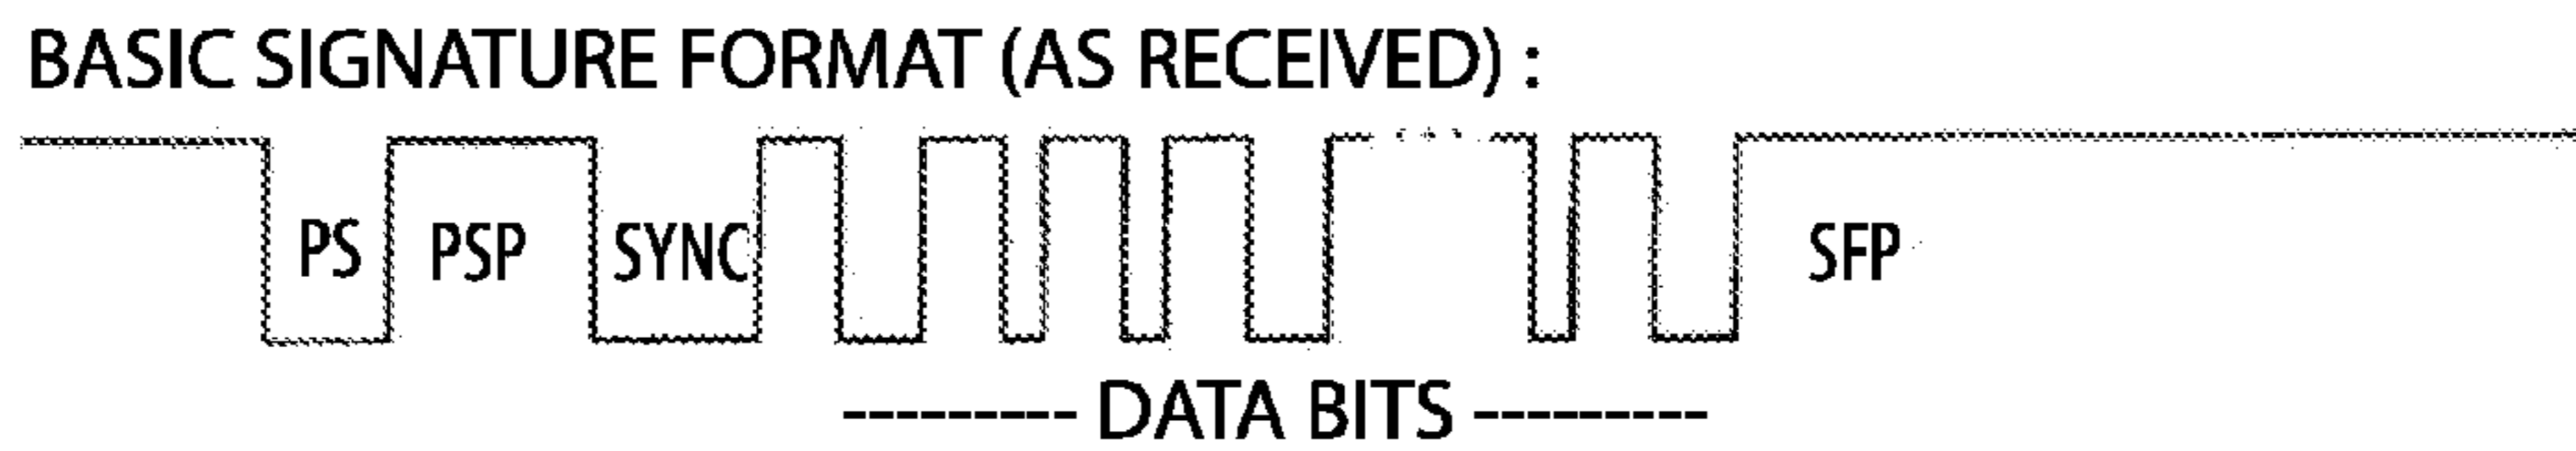 BASIC SIGNATURE FORMAT (AS RECEIVED) :
PS PSP SYNC SFP
--------- DATA BITS ---------